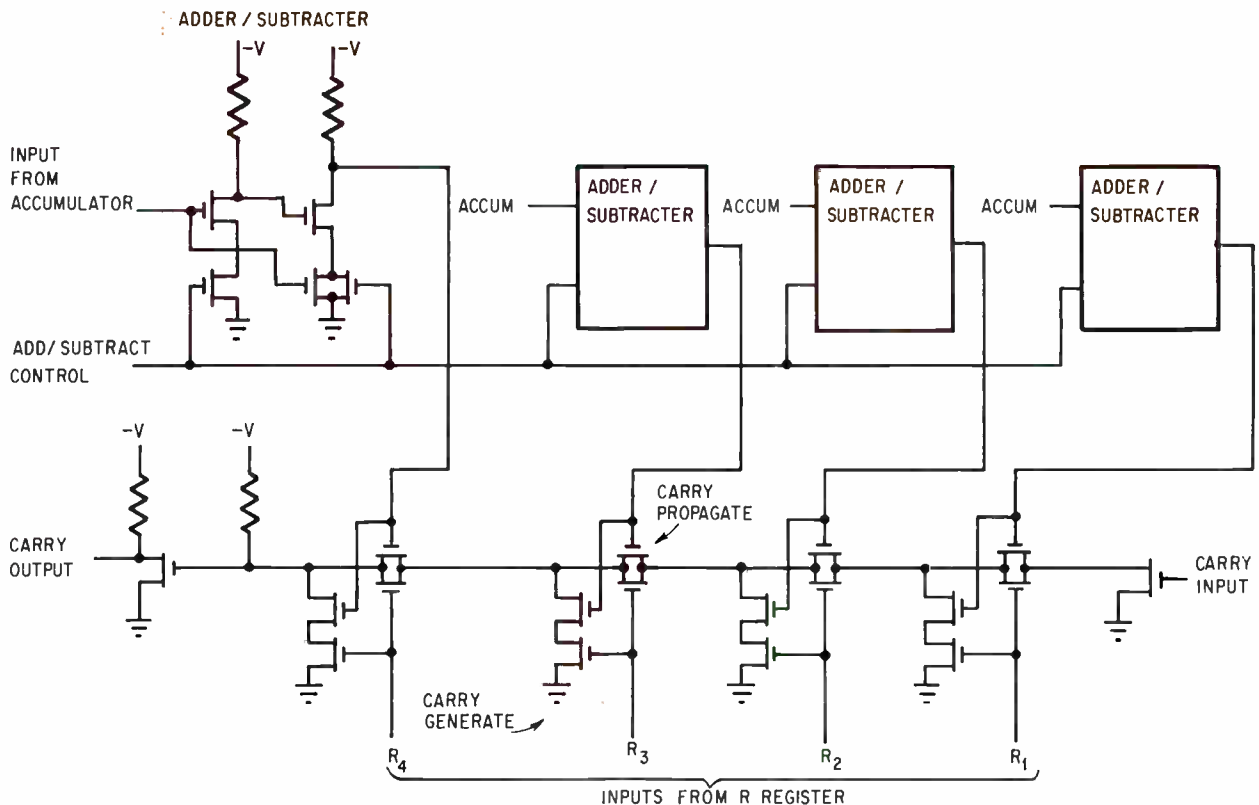 ADDER / SUBTRACTER
-V
-V
INPUT
FROM
ACCUMULATOR
ACCUM
ADDER /
SUBTRACTER
ACCUM
ADDER /
SUBTRACTER
ACCUM
ADDER /
SUBTRACTER
ADD/SUBTRACT
CONTROL
-V
-V
CARRY
PROPAGATE
CARRY
OUTPUT
CARRY
INPUT
CARRY
GENERATE
R4
R3
R2
R1
INPUTS FROM R REGISTER